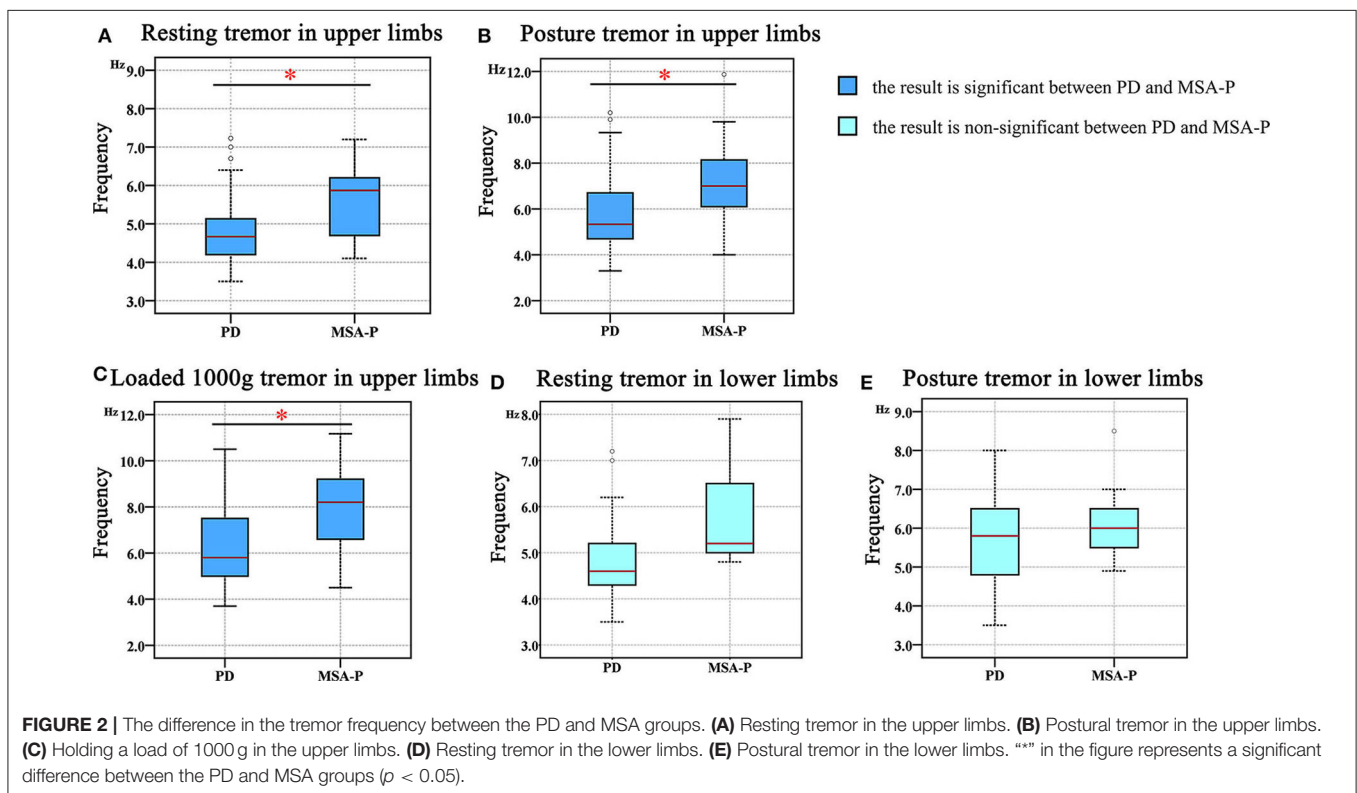 A Resting tremor in upper limbs
Hz
9.0
8.0
7.0
6.0
5.0
4.0
3.0
Frequency
*
PD MSA-P
B Posture tremor in upper limbs
Hz
12.0
10.0
8.0
6.0
4.0
2.0
Frequency
*
PD MSA-P
the result is significant between PD and MSA-P
the result is non-significant between PD and MSA-P
C Loaded 1000g tremor in upper limbs
Hz
12.0
10.0
8.0
6.0
4.0
2.0
Frequency
*
PD MSA-P
D Resting tremor in lower limbs
Hz
8.0
7.0
6.0
5.0
4.0
3.0
Frequency
PD MSA-P
E Posture tremor in lower limbs
Hz
9.0
8.0
7.0
6.0
5.0
4.0
3.0
Frequency
PD MSA-P
FIGURE 2 | The difference in the tremor frequency between the PD and MSA groups. (A) Resting tremor in the upper limbs. (B) Postural tremor in the upper limbs.
(C) Holding a load of 1000 g in the upper limbs. (D) Resting tremor in the lower limbs. (E) Postural tremor in the lower limbs. “*” in the figure represents a significant
difference between the PD and MSA groups (p < 0.05).